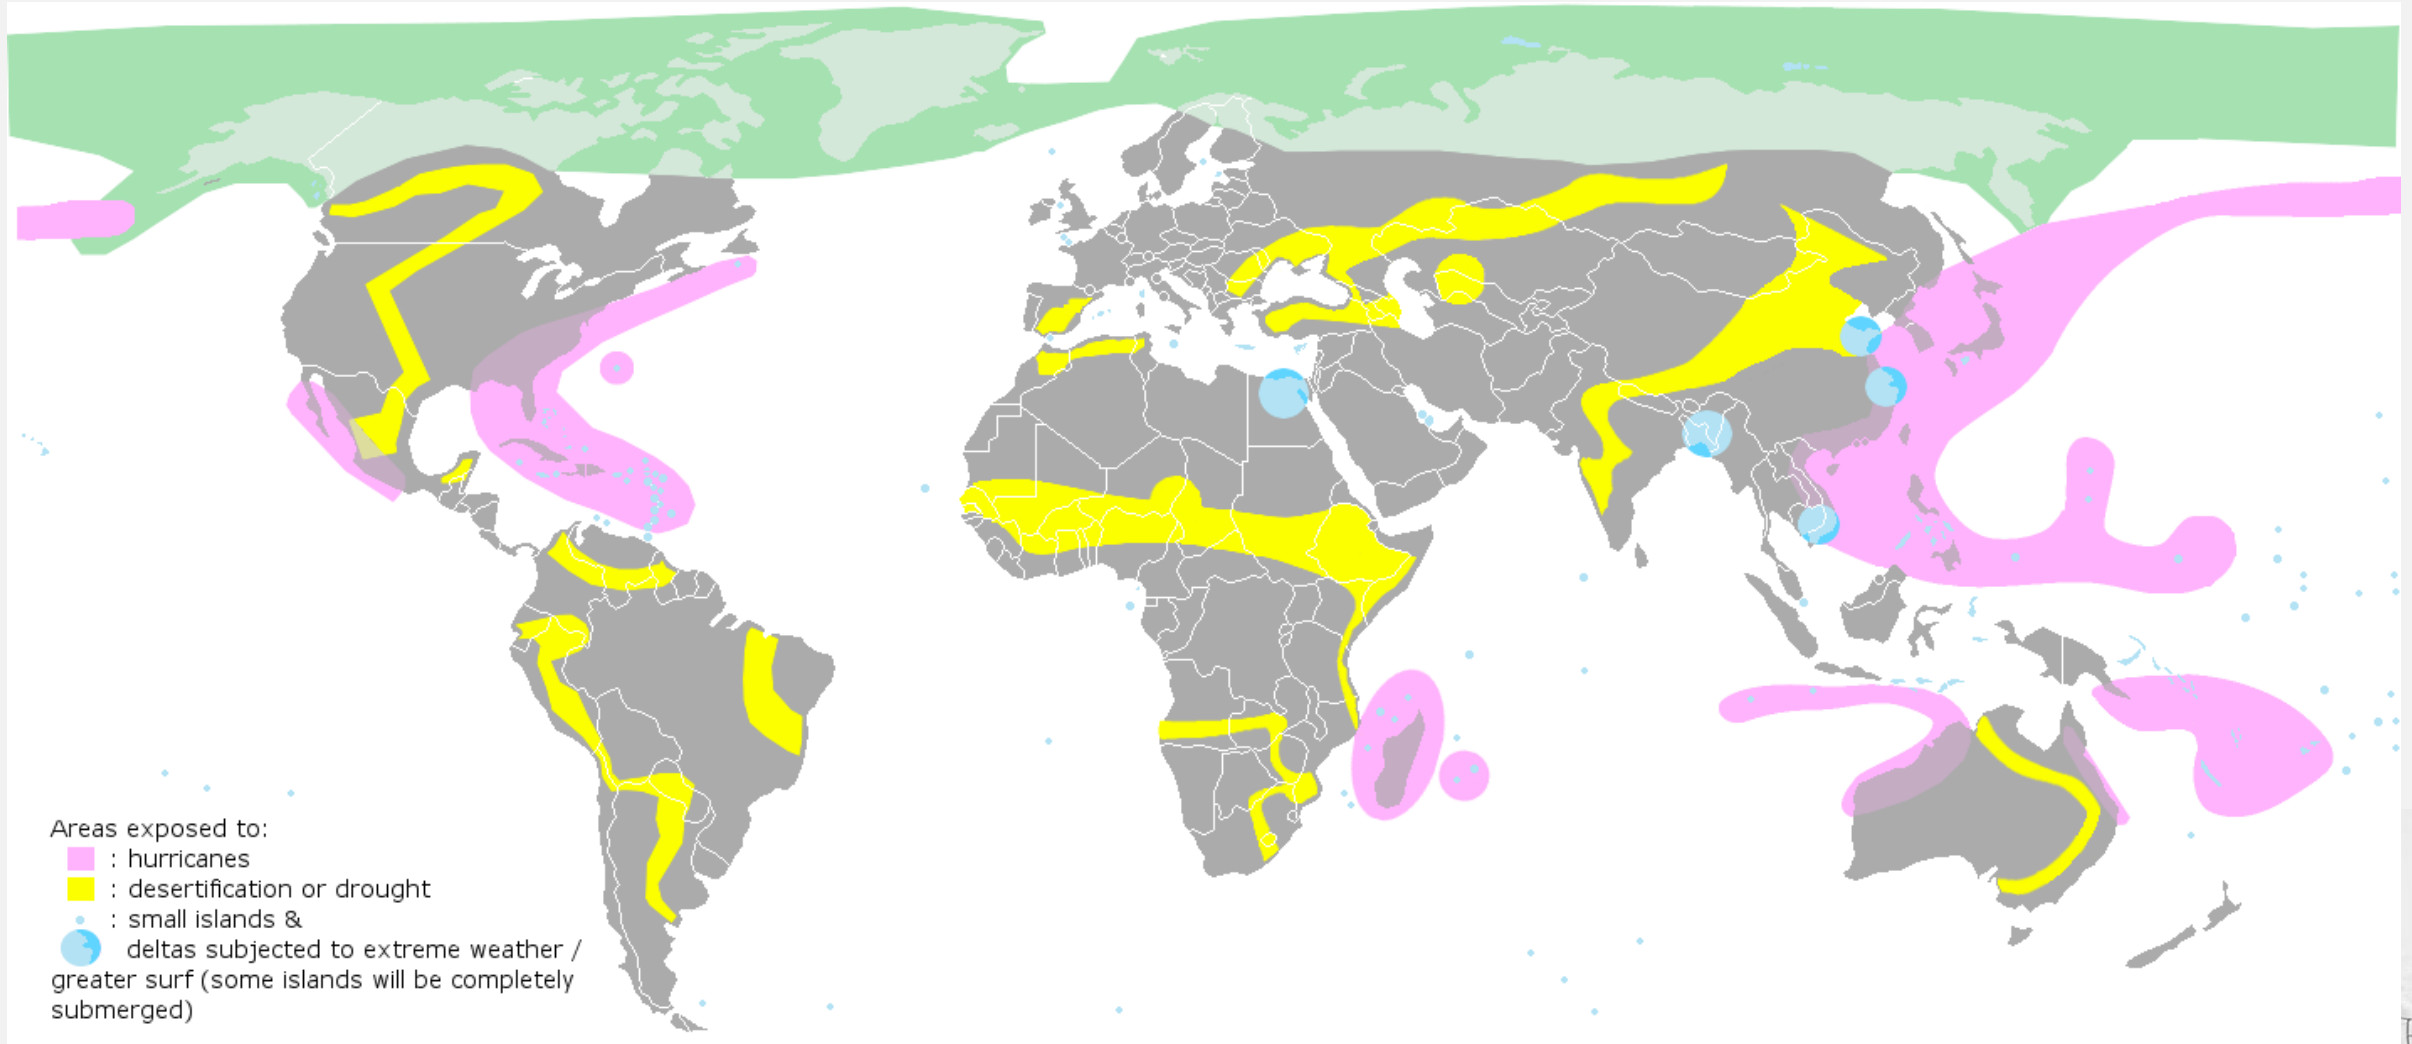 Areas exposed to:
: hurricanes
: desertification or drought
: small islands &
deltas subjected to extreme weather /
greater surf (some islands will be completely
submerged)